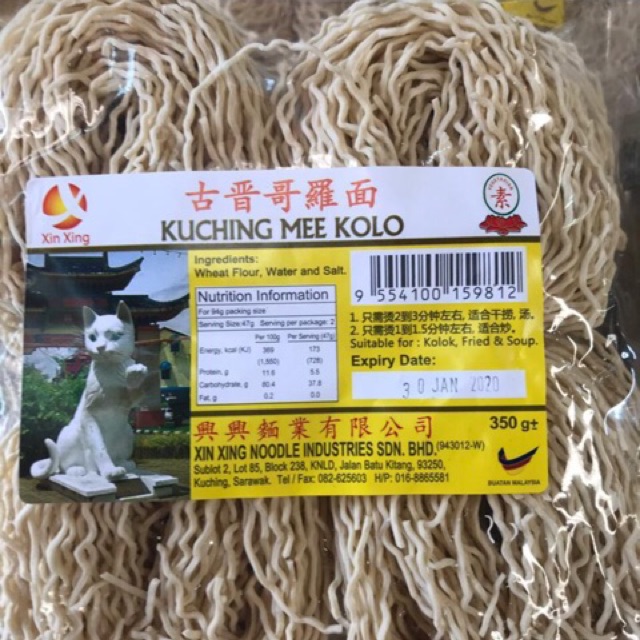 Xin Xing
古晋哥羅面
KUCHING MEE KOLO
素
Ingredients:
Wheat Flour, Water and Salt.
Nutrition Information
For 94g packing size:
Serving Size:47g Serving per package: 2
Per 100g Per Serving (47g)
Energy, kcal (KJ) 369 173
(1,550) (728)
Protein, g 11.6 5.5
Carbohydrate, g 80.4 37.8
Fat, g 0.2 0.0
9 554100 159812
1. 只需烫2到3分钟左右, 适合干捞, 汤。
2. 只需烫1到1.5分钟左右, 适合炒。
Suitable for : Kolok, Fried & Soup.
Expiry Date:
30 JAN 2020
興興麵業有限公司
350 g±
XIN XING NOODLE INDUSTRIES SDN. BHD.(943012-W)
Sublot 2, Lot 85, Block 238, KNLD, Jalan Batu Kitang, 93250,
Kuching, Sarawak. Tel / Fax: 082-625603 H/P: 016-8865581
BUATAN MALAYSIA